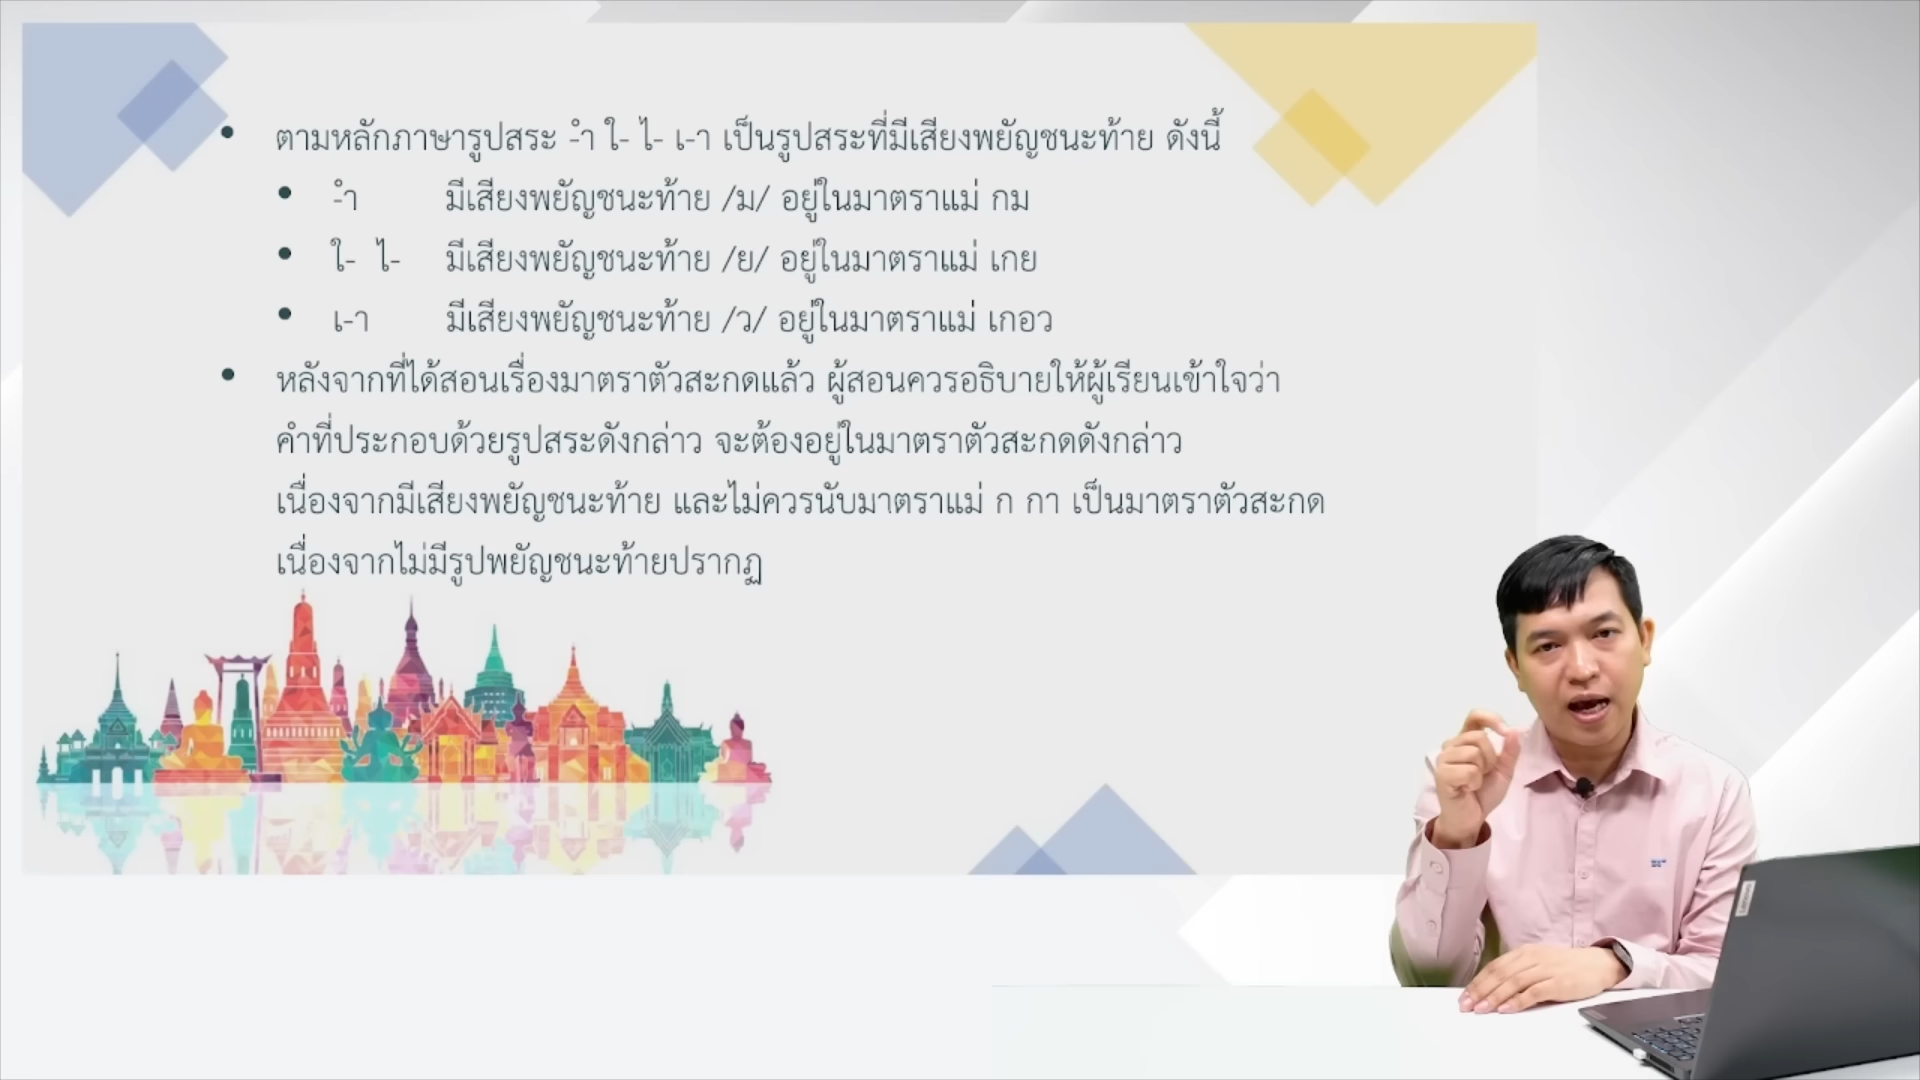 ตามหลักภาษารูปสระ -ำ ใ- ไ- เ-า เป็นรูปสระที่มีเสียงพยัญชนะท้าย ดังนี้
-ำ มีเสียงพยัญชนะท้าย /ม/ อยู่ในมาตราแม่ กม
ใ- ไ- มีเสียงพยัญชนะท้าย /ย/ อยู่ในมาตราแม่ เกย
เ-า มีเสียงพยัญชนะท้าย /ว/ อยู่ในมาตราแม่ เกอว
หลังจากที่ได้สอนเรื่องมาตราตัวสะกดแล้ว ผู้สอนควรอธิบายให้ผู้เรียนเข้าใจว่า
คำที่ประกอบด้วยรูปสระดังกล่าว จะต้องอยู่ในมาตราตัวสะกดดังกล่าว
เนื่องจากมีเสียงพยัญชนะท้าย และไม่ควรนับมาตราแม่ ก กา เป็นมาตราตัวสะกด
เนื่องจากไม่มีรูปพยัญชนะท้ายปรากฏ